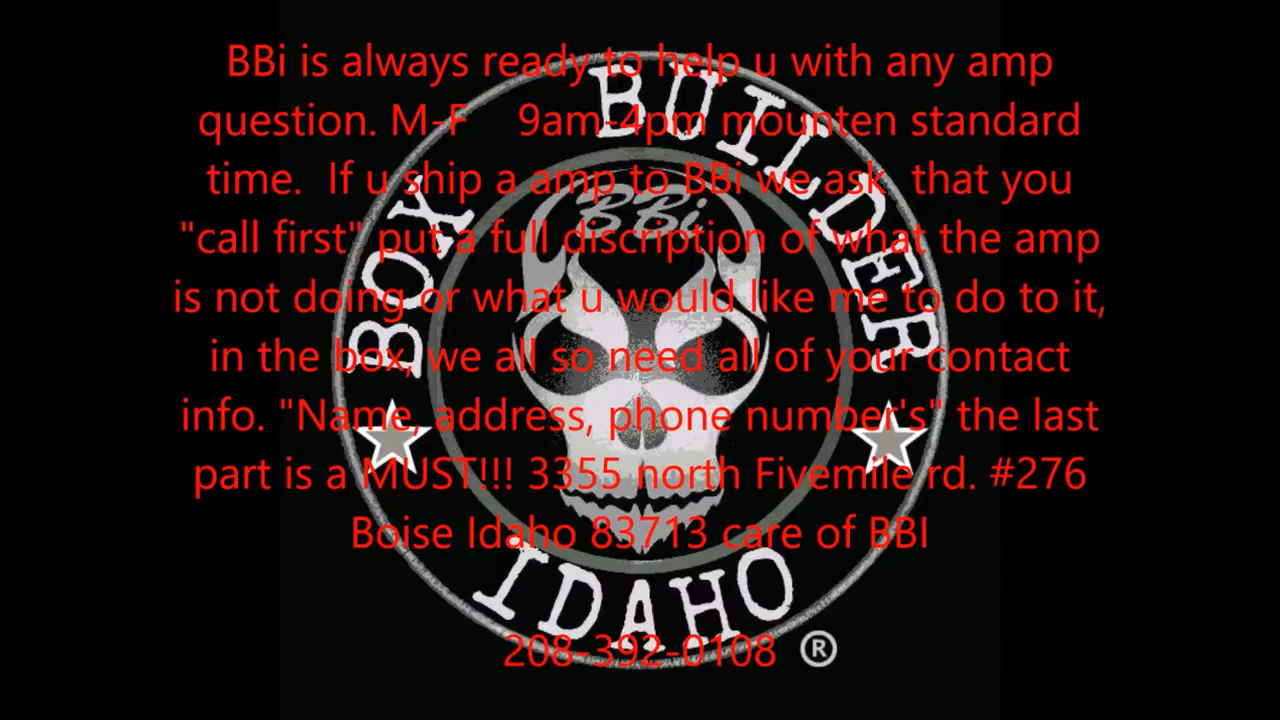 BBi is always ready to help u with any amp
question. M-F    9am-4pm mounten standard
time.  If u ship a amp to BBi we ask  that you
"call first" put a full discription of what the amp
is not doing or what u would like me to do to it,
in the box, we all so need all of your contact
info. "Name, address, phone number's" the last
part is a MUST!!! 3355 north Fivemile rd. #276
Boise Idaho 83713 care of BBI
208-392-0108 ®
BOX BUILDER
BBi
IDAHO